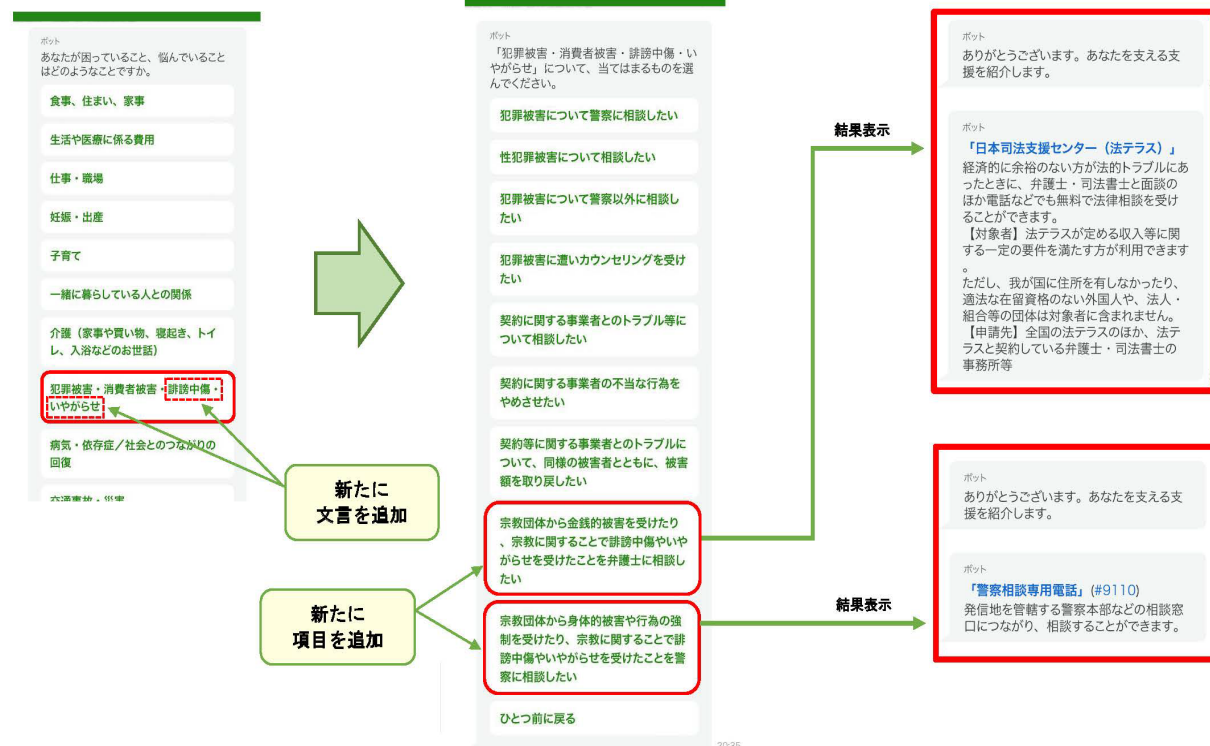 ボット
あなたが困っていること、悩んでいること
はどのようなことですか。
食事、住まい、家事
生活や医療に係る費用
仕事・職場
妊娠・出産
子育て
一緒に暮らしている人との関係
介護（家事や買い物、寝起き、トイ
レ、入浴などのお世話）
犯罪被害・消費者被害・誹謗中傷・
いやがらせ
病気・依存症／社会とのつながりの
回復
交通事故・災害
新たに
文言を追加
新たに
項目を追加
ボット
「犯罪被害・消費者被害・誹謗中傷・い
やがらせ」について、当てはまるものを選
んでください。
犯罪被害について警察に相談したい
性犯罪被害について相談したい
犯罪被害について警察以外に相談し
たい
犯罪被害に遭いカウンセリングを受け
たい
契約に関する事業者とのトラブル等に
ついて相談したい
契約に関する事業者の不当な行為を
やめさせたい
契約等に関する事業者とのトラブルに
ついて、同様の被害者とともに、被害
額を取り戻したい
宗教団体から金銭的被害を受けたり
、宗教に関することで誹謗中傷やいや
がらせを受けたことを弁護士に相談し
たい
宗教団体から身体的被害や行為の強
制を受けたり、宗教に関することで誹
謗中傷やいやがらせを受けたことを警
察に相談したい
ひとつ前に戻る
20:35
結果表示
ボット
ありがとうございます。あなたを支える支
援を紹介します。
ボット
「日本司法支援センター（法テラス）」
経済的に余裕のない方が法的トラブルにあ
ったときに、弁護士・司法書士と面談の
ほか電話などでも無料で法律相談を受け
ることができます。
【対象者】法テラスが定める収入等に関
する一定の要件を満たす方が利用できます
。
ただし、我が国に住所を有しなかったり、
適法な在留資格のない外国人や、法人・
組合等の団体は対象者に含まれません。
【申請先】全国の法テラスのほか、法テ
ラスと契約している弁護士・司法書士の
事務所等
結果表示
ボット
ありがとうございます。あなたを支える支
援を紹介します。
ボット
「警察相談専用電話」(#9110)
発信地を管轄する警察本部などの相談窓
口につながり、相談することができます。